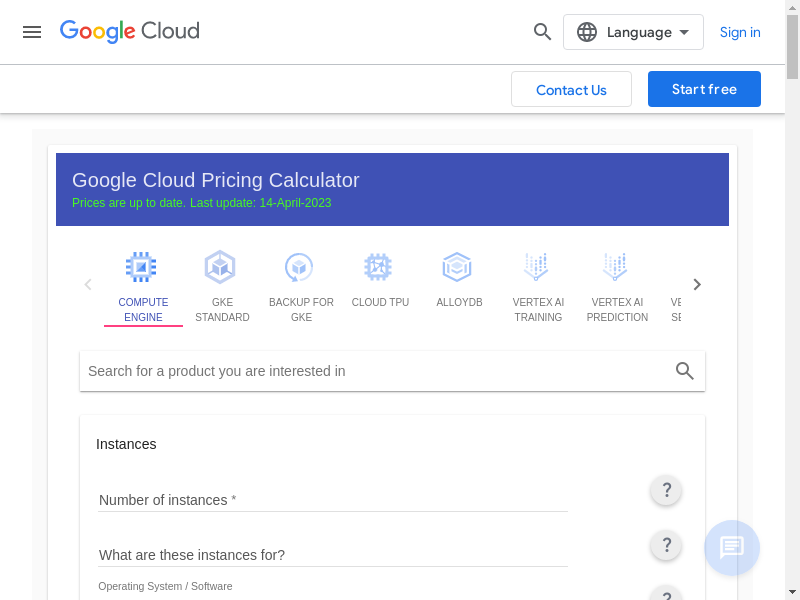 Google Cloud
Language
Sign in
Contact Us
Start free
Google Cloud Pricing Calculator
Prices are up to date. Last update: 14-April-2023
COMPUTE
ENGINE
GKE
STANDARD
BACKUP FOR
GKE
CLOUD TPU
ALLOYDB
VERTEX AI
TRAINING
VERTEX AI
PREDICTION
Search for a product you are interested in
Instances
Number of instances *
?
What are these instances for?
?
Operating System / Software
?